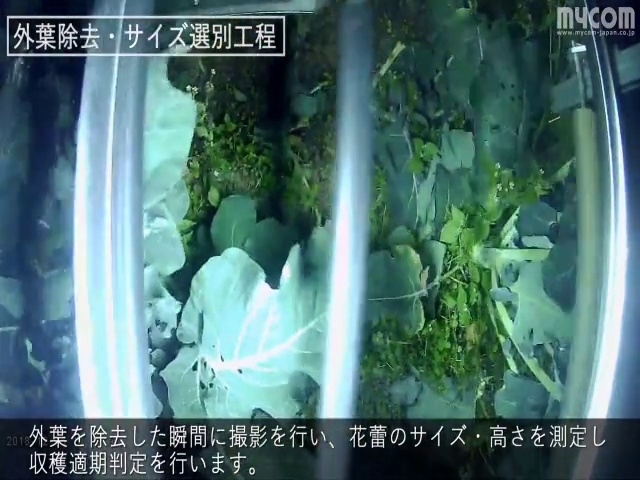 外葉除去・サイズ選別工程
mycom
www.mycom-japan.co.jp
2018
外葉を除去した瞬間に撮影を行い、花蕾のサイズ・高さを測定し
収穫適期判定を行います。